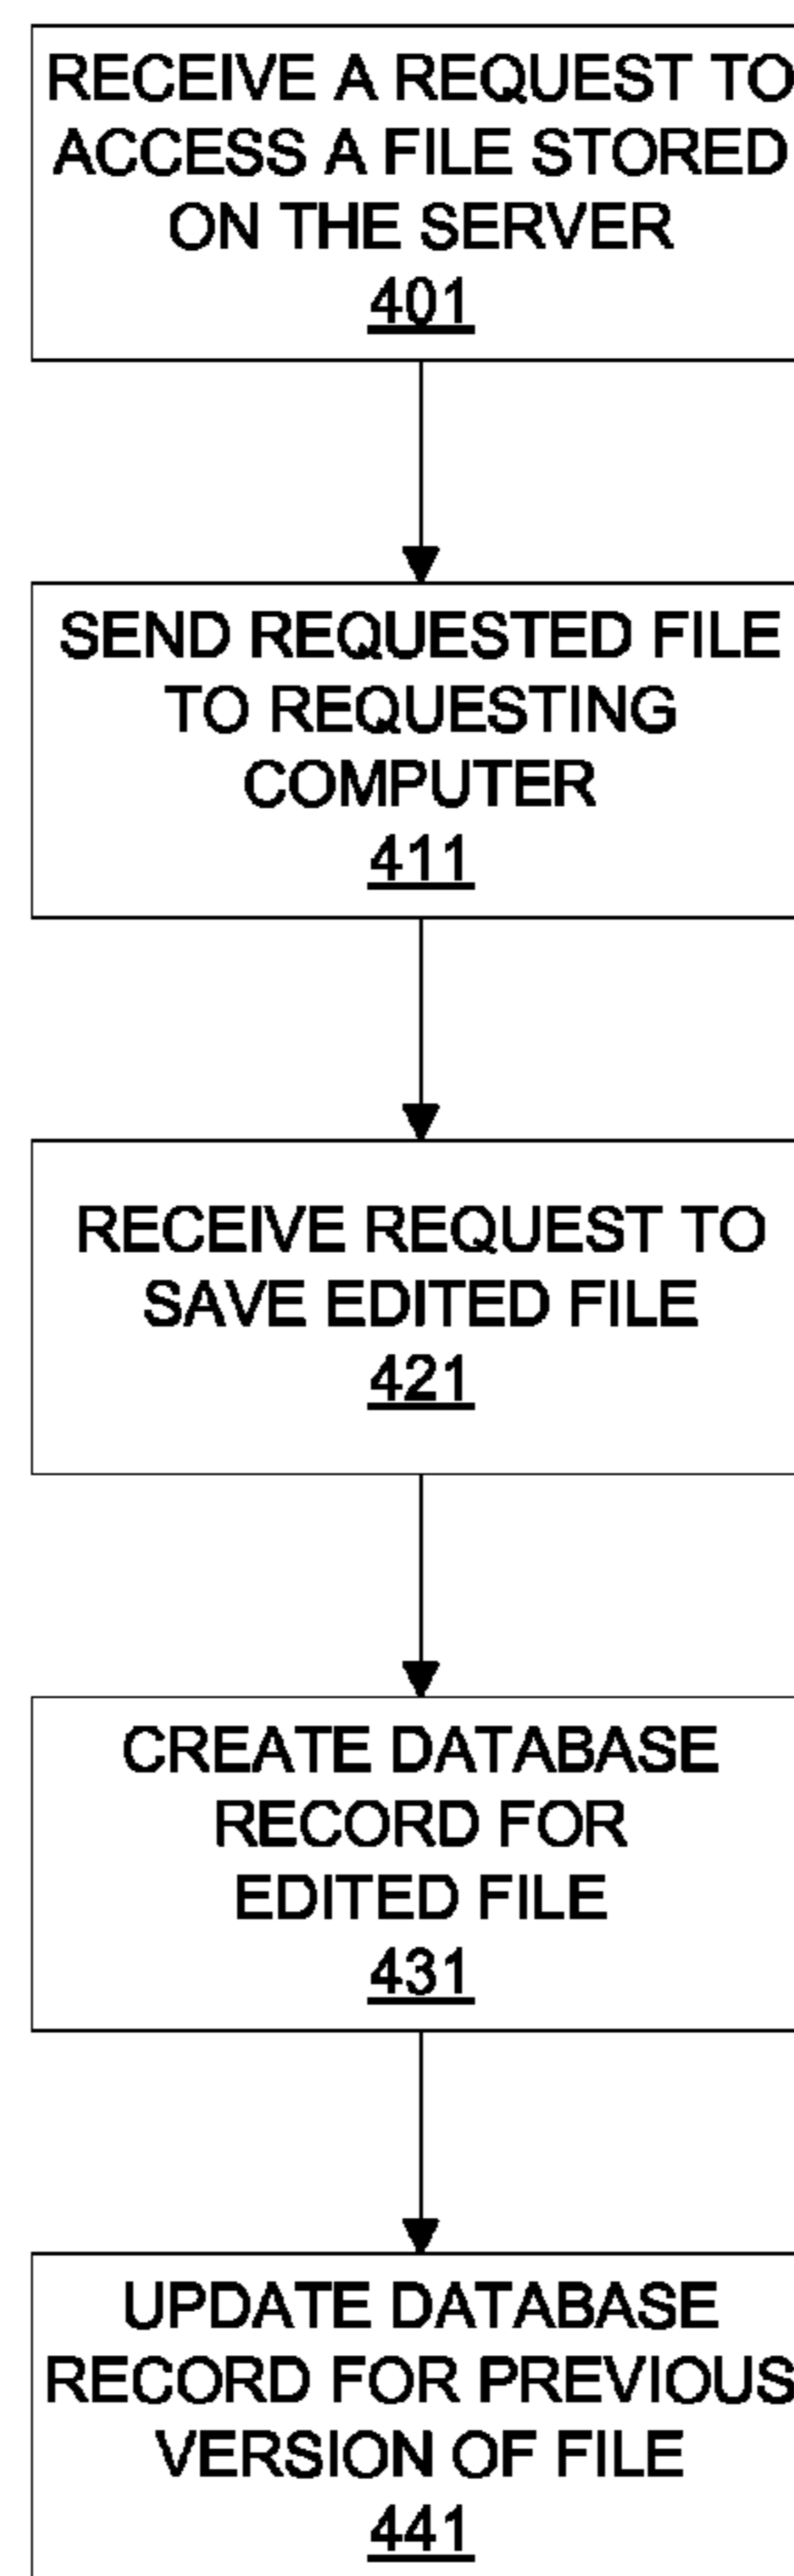 RECEIVE A REQUEST TO
ACCESS A FILE STORED
ON THE SERVER
401
SEND REQUESTED FILE
TO REQUESTING
COMPUTER
411
RECEIVE REQUEST TO
SAVE EDITED FILE
421
CREATE DATABASE
RECORD FOR
EDITED FILE
431
UPDATE DATABASE
RECORD FOR PREVIOUS
VERSION OF FILE
441